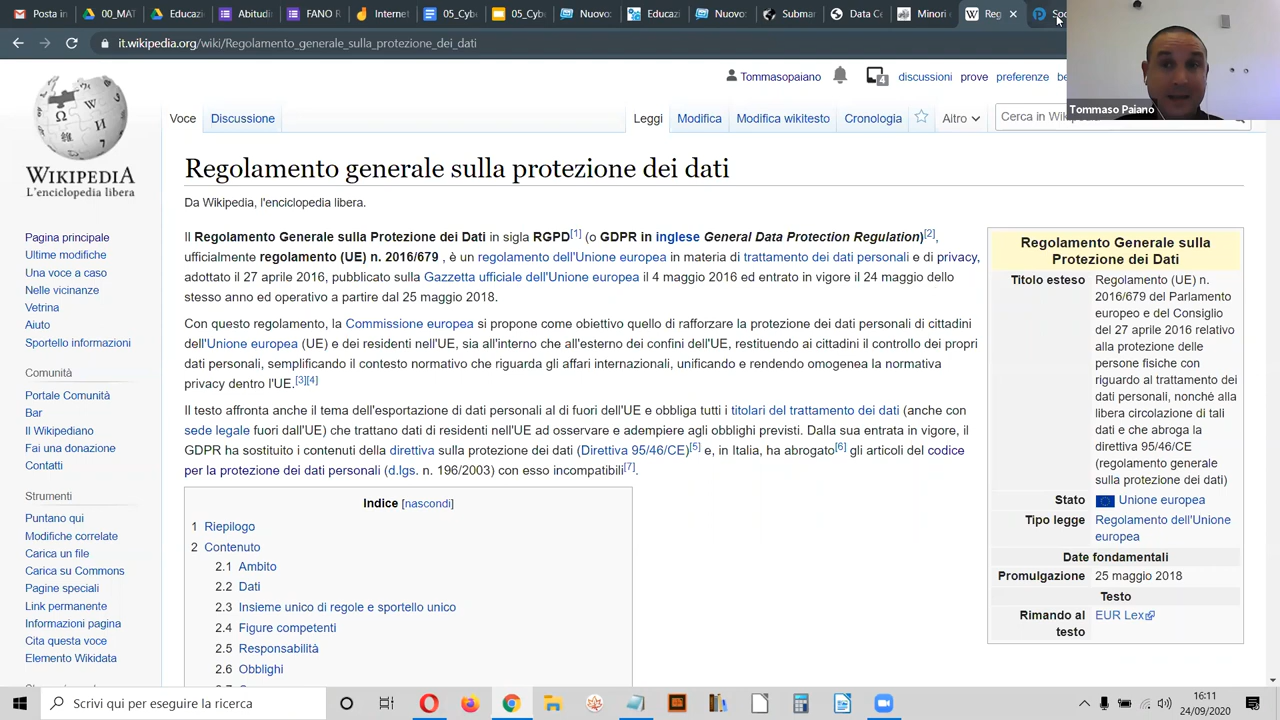 Posta in
00_MAT
Educazi
Abitudi
FANO R
Internet
05_Cybe
05_Cybe
Nuovo
Educazi
Nuovo
Submar
Data Ce
Minori
Reg
Soc
it.wikipedia.org/wiki/Regolamento_generale_sulla_protezione_dei_dati
Tommaso Paiano
Tommasopaiano
4
discussioni
prove
preferenze
Voce
Discussione
Leggi
Modifica
Modifica wikitesto
Cronologia
Altro
Cerca in
WIKIPEDIA
L'enciclopedia libera
Regolamento generale sulla protezione dei dati
Da Wikipedia, l'enciclopedia libera.
Il Regolamento Generale sulla Protezione dei Dati in sigla RGPD[1] (o GDPR in inglese General Data Protection Regulation)[2],
ufficialmente regolamento (UE) n. 2016/679 , è un regolamento dell'Unione europea in materia di trattamento dei dati personali e di privacy,
adottato il 27 aprile 2016, pubblicato sulla Gazzetta ufficiale dell'Unione europea il 4 maggio 2016 ed entrato in vigore il 24 maggio dello
stesso anno ed operativo a partire dal 25 maggio 2018.
Con questo regolamento, la Commissione europea si propone come obiettivo quello di rafforzare la protezione dei dati personali di cittadini
dell'Unione europea (UE) e dei residenti nell'UE, sia all'interno che all'esterno dei confini dell'UE, restituendo ai cittadini il controllo dei propri
dati personali, semplificando il contesto normativo che riguarda gli affari internazionali, unificando e rendendo omogenea la normativa
privacy dentro l'UE.[3][4]
Il testo affronta anche il tema dell'esportazione di dati personali al di fuori dell'UE e obbliga tutti i titolari del trattamento dei dati (anche con
sede legale fuori dall'UE) che trattano dati di residenti nell'UE ad osservare e adempiere agli obblighi previsti. Dalla sua entrata in vigore, il
GDPR ha sostituito i contenuti della direttiva sulla protezione dei dati (Direttiva 95/46/CE)[5] e, in Italia, ha abrogato[6] gli articoli del codice
per la protezione dei dati personali (d.lgs. n. 196/2003) con esso incompatibili[7].
Indice [nascondi]
1 Riepilogo
2 Contenuto
2.1 Ambito
2.2 Dati
2.3 Insieme unico di regole e sportello unico
2.4 Figure competenti
2.5 Responsabilità
2.6 Obblighi
Regolamento Generale sulla
Protezione dei Dati
Titolo esteso Regolamento (UE) n.
2016/679 del Parlamento
europeo e del Consiglio
del 27 aprile 2016 relativo
alla protezione delle
persone fisiche con
riguardo al trattamento dei
dati personali, nonché alla
libera circolazione di tali
dati e che abroga la
direttiva 95/46/CE
(regolamento generale
sulla protezione dei dati)
Stato Unione europea
Tipo legge Regolamento dell'Unione
europea
Date fondamentali
Promulgazione 25 maggio 2018
Testo
Rimando al EUR Lex
testo
Pagina principale
Ultime modifiche
Una voce a caso
Nelle vicinanze
Vetrina
Aiuto
Sportello informazioni
Comunità
Portale Comunità
Bar
Il Wikipediano
Fai una donazione
Contatti
Strumenti
Puntano qui
Modifiche correlate
Carica un file
Carica su Commons
Pagine speciali
Link permanente
Informazioni pagina
Cita questa voce
Elemento Wikidata
Scrivi qui per eseguire la ricerca
16:11
24/09/2020